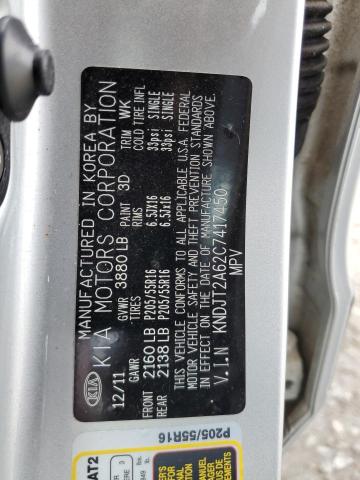 MANUFACTURED IN KOREA BY
KIA KIA MOTORS CORPORATION
12/11 GVWR 3880 LB PAINT 3D TRIM WK
GAWR TIRES RIMS COLD TIRE INFL
FRONT 2160 LB P205/55R16 6.5JX16 33psi SINGLE
REAR 2138 LB P205/55R16 6.5JX16 33psi SINGLE
THIS VEHICLE CONFORMS TO ALL APPLICABLE U.S.A. FEDERAL
MOTOR VEHICLE SAFETY AND THEFT PREVENTION STANDARDS
IN EFFECT ON THE DATE OF MANUFACTURE SHOWN ABOVE.
V.I.N KNDJT2A62C7417450
MPV
P205/55R16
MANUAL